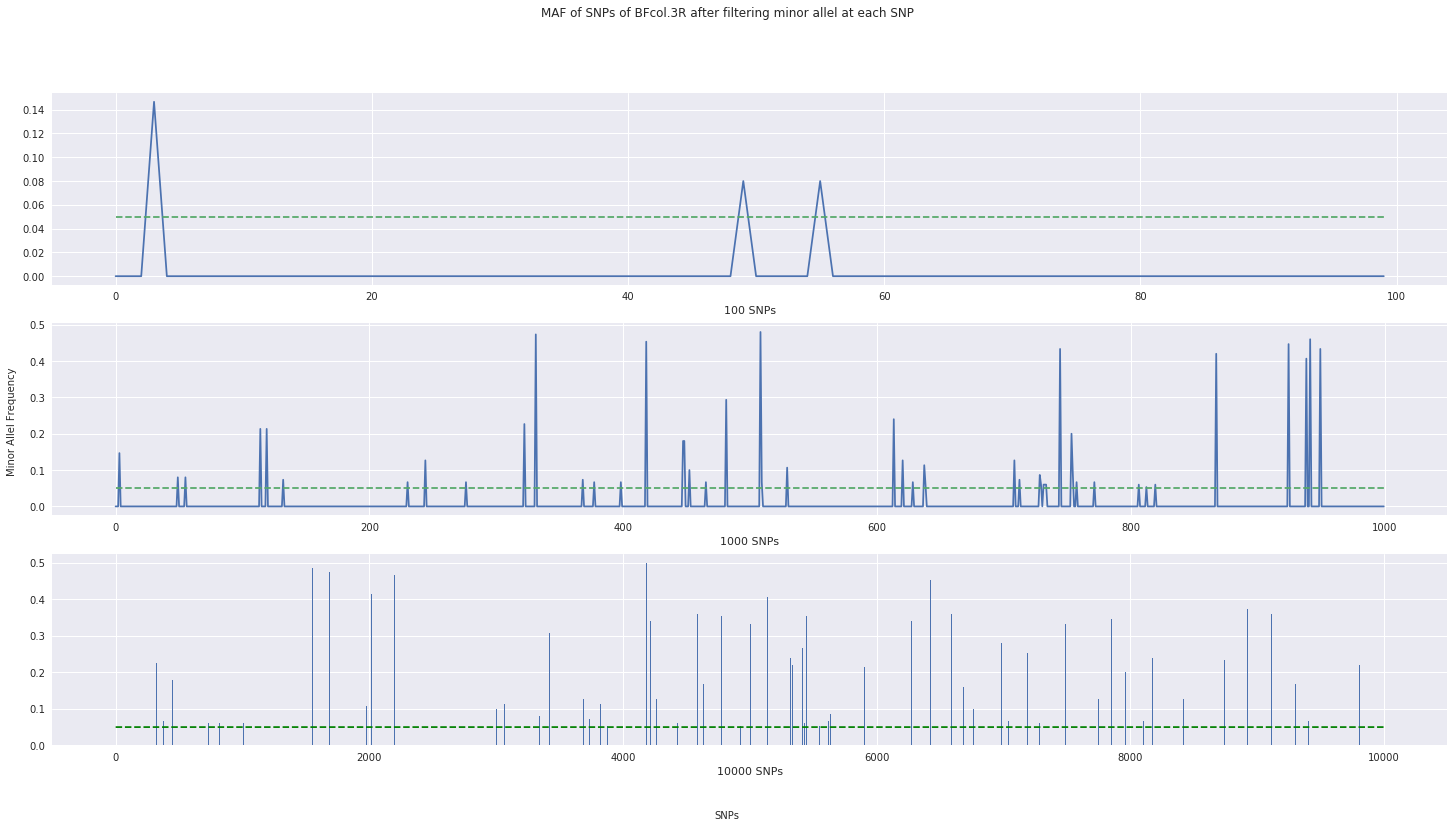 MAF of SNPs of BFcol.3R after filtering minor allel at each SNP
0.14
0.12
0.10
0.08
0.06
0.04
0.02
0.00
0 20 40 60 80 100
100 SNPs
Minor Allel Frequency
0.5
0.4
0.3
0.2
0.1
0.0
0 200 400 600 800 1000
1000 SNPs
0.5
0.4
0.3
0.2
0.1
0.0
0 2000 4000 6000 8000 10000
10000 SNPs
SNPs